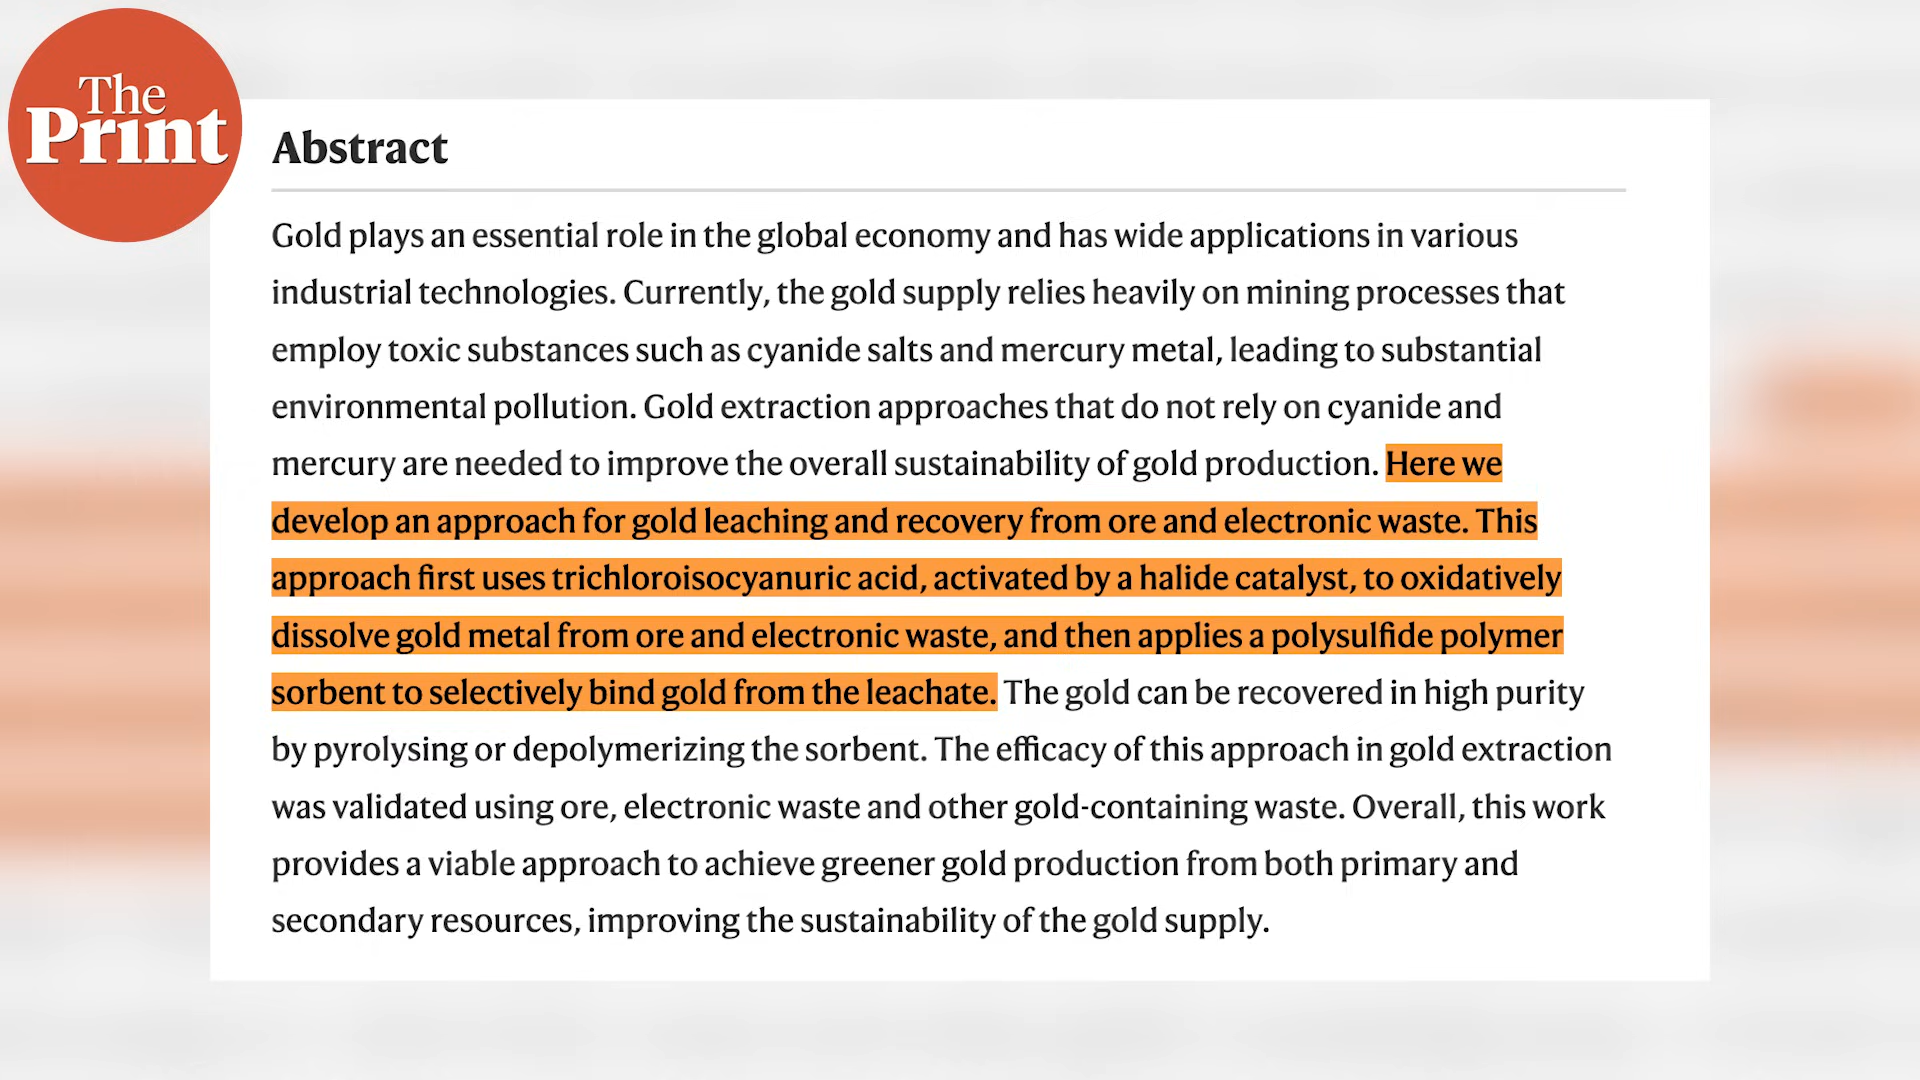 The
Print
Abstract
Gold plays an essential role in the global economy and has wide applications in various
industrial technologies. Currently, the gold supply relies heavily on mining processes that
employ toxic substances such as cyanide salts and mercury metal, leading to substantial
environmental pollution. Gold extraction approaches that do not rely on cyanide and
mercury are needed to improve the overall sustainability of gold production. Here we
develop an approach for gold leaching and recovery from ore and electronic waste. This
approach first uses trichloroisocyanuric acid, activated by a halide catalyst, to oxidatively
dissolve gold metal from ore and electronic waste, and then applies a polysulfide polymer
sorbent to selectively bind gold from the leachate. The gold can be recovered in high purity
by pyrolysing or depolymerizing the sorbent. The efficacy of this approach in gold extraction
was validated using ore, electronic waste and other gold-containing waste. Overall, this work
provides a viable approach to achieve greener gold production from both primary and
secondary resources, improving the sustainability of the gold supply.